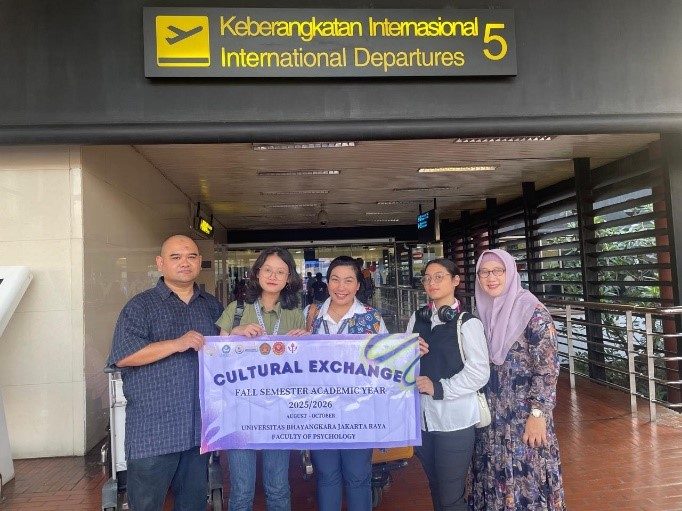 Keberangkatan Internasional
International Departures
5
CULTURAL EXCHANGE
FALL SEMESTER ACADEMIC YEAR
2025/2026
AUGUST - OCTOBER
UNIVERSITAS BHAYANGKARA JAKARTA RAYA
FACULTY OF PSYCHOLOGY